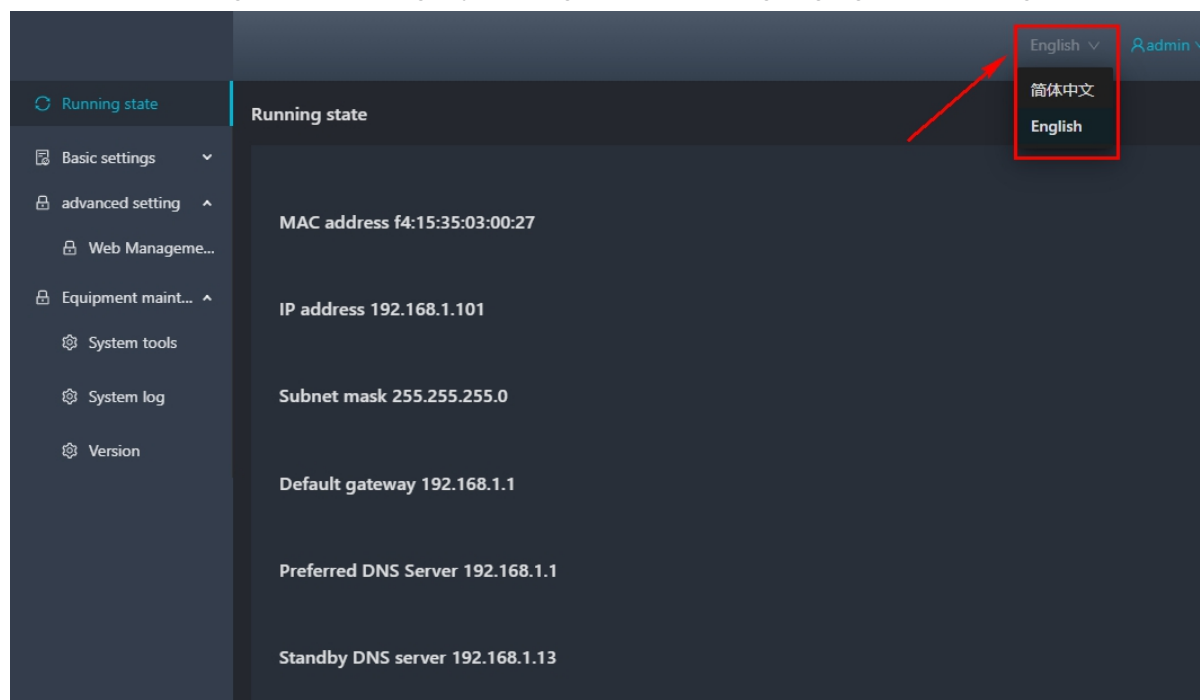 English
admin
简体中文
English
Running state
Basic settings
advanced setting
Web Manageme...
Equipment maint...
System tools
System log
Version
Running state
MAC address f4:15:35:03:00:27
IP address 192.168.1.101
Subnet mask 255.255.255.0
Default gateway 192.168.1.1
Preferred DNS Server 192.168.1.1
Standby DNS server 192.168.1.13